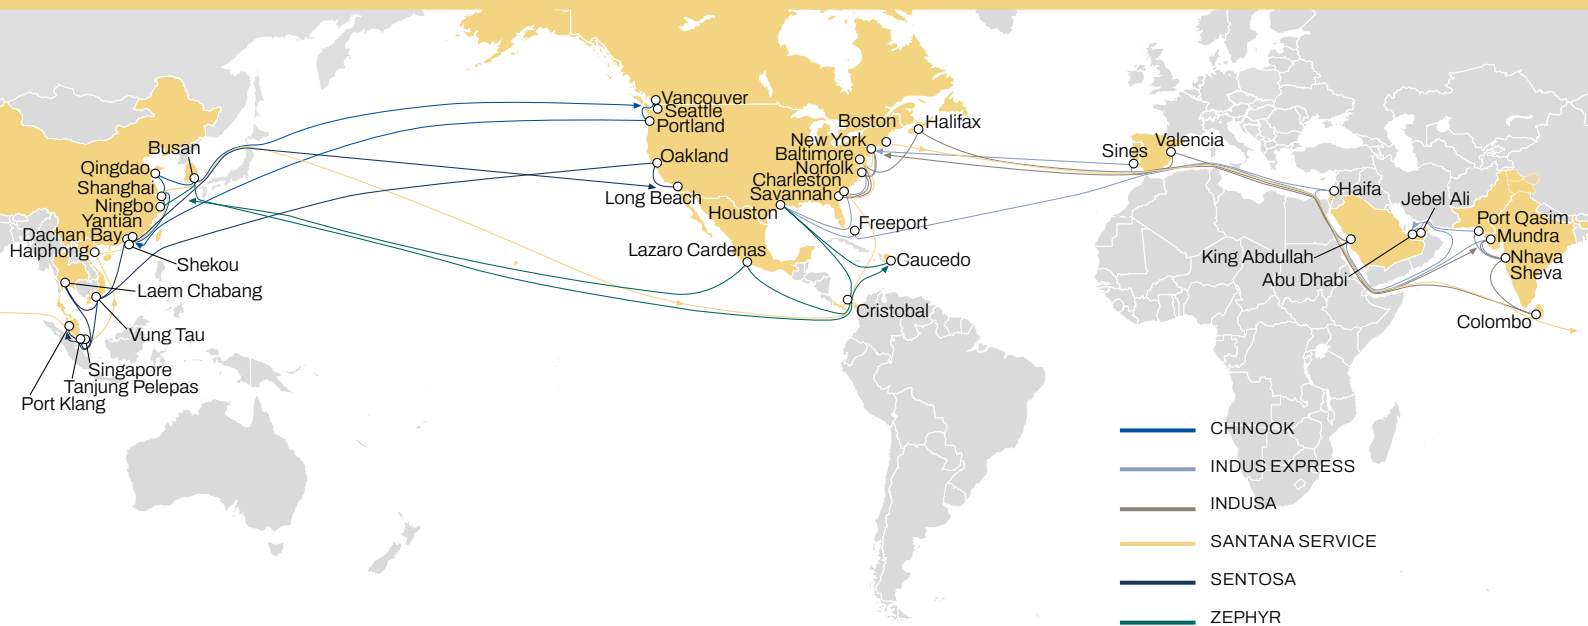 Vancouver
Seattle
Portland
Oakland
Long Beach
Houston
Lazaro Cardenas
Boston
Halifax
New York
Baltimore
Norfolk
Charleston
Savannah
Freeport
Caucedo
Cristobal
Sines
Valencia
Haifa
Jebel Ali
King Abdullah
Abu Dhabi
Port Qasim
Mundra
Nhava
Sheva
Colombo
Busan
Qingdao
Shanghai
Ningbo
Yantian
Dachan Bay
Haiphong
Shekou
Laem Chabang
Vung Tau
Singapore
Tanjung Pelepas
Port Klang
CHINOOK
INDUS EXPRESS
INDUSA
SANTANA SERVICE
SENTOSA
ZEPHYR